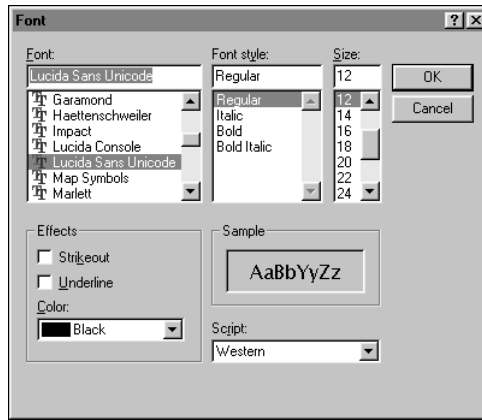 Font
Font: Font style: Size:
Lucida Sans Unicode Regular 12 OK
Garamond Regular 12 Cancel
Haettenschweiler Italic 14
Impact Bold 16
Lucida Console Bold Italic 18
Lucida Sans Unicode 20
Map Symbols 22
Marlett 24
Effects Sample
Strikeout
Underline AaBbYyZz
Color:
Black
Script:
Western